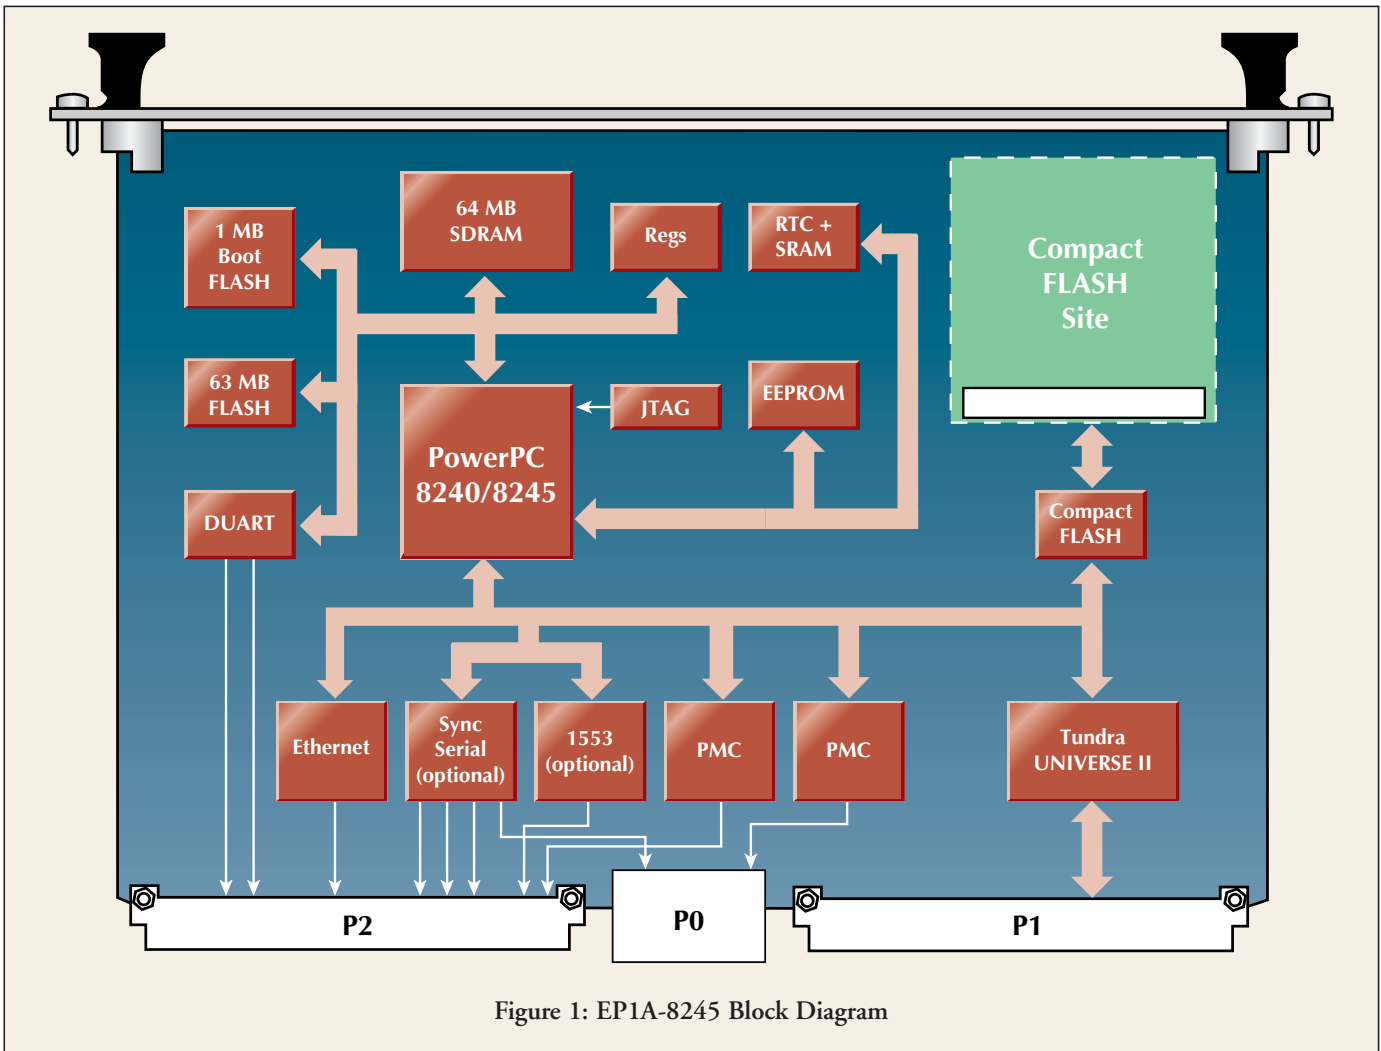 1 MB
Boot
FLASH
64 MB
SDRAM
Regs
RTC +
SRAM
Compact
FLASH
Site
63 MB
FLASH
PowerPC
8240/8245
JTAG
EEPROM
DUART
Compact
FLASH
Ethernet
Sync
Serial
(optional)
1553
(optional)
PMC
PMC
Tundra
UNIVERSE II
P2
P0
P1
Figure 1: EP1A-8245 Block Diagram